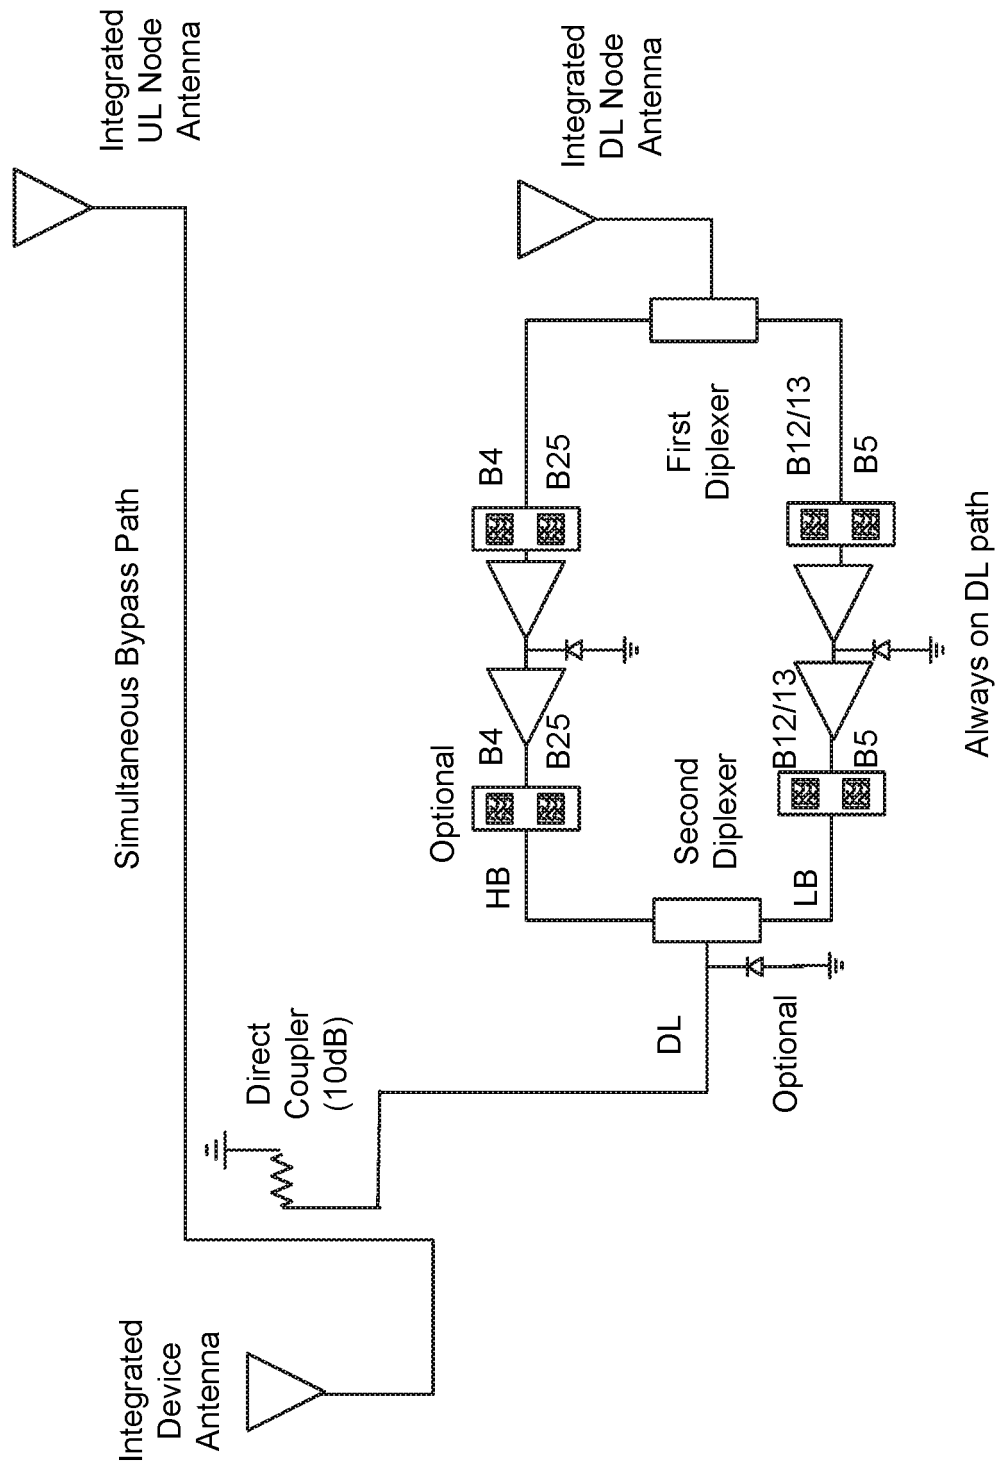 Integrated
Device
Antenna
Simultaneous Bypass Path
Integrated
UL Node
Antenna
Direct
Coupler
(10dB)
Optional
HB
B4
B25
B4
B25
Integrated
DL Node
Antenna
DL
Second
Diplexer
First
Diplexer
Optional
LB
B12/13
B5
B12/13
B5
Always on DL path